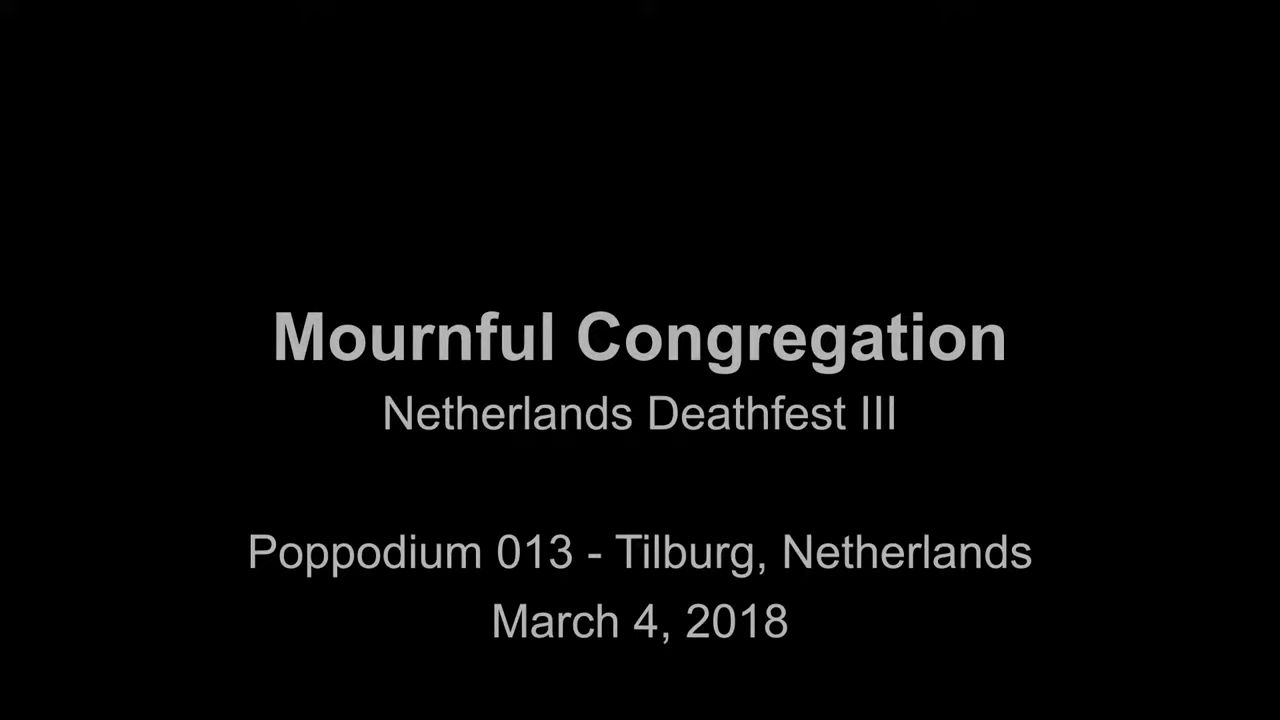 Mournful Congregation
Netherlands Deathfest III
Poppodium 013 - Tilburg, Netherlands
March 4, 2018